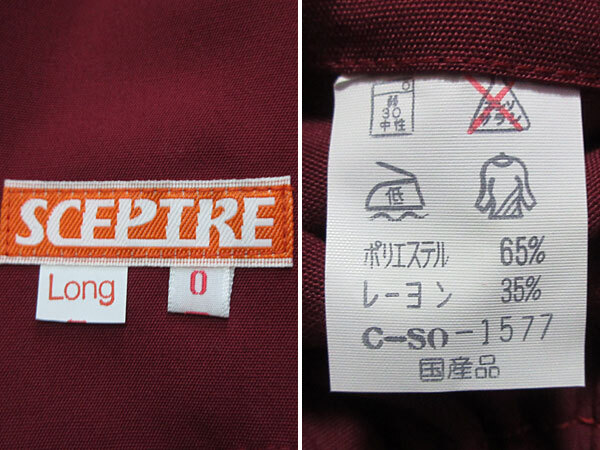 SCEPTRE
Long
0
弱
30
中性
低
ポリエステル 65%
レーヨン 35%
C-SO-1577
国産品